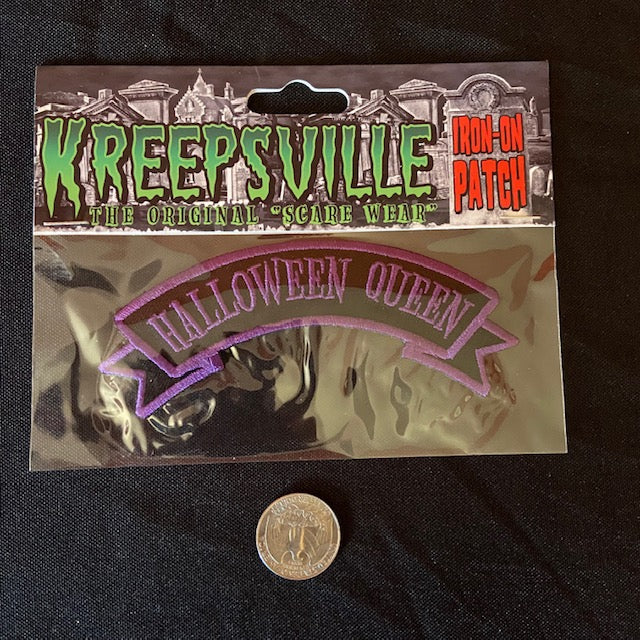 KREEPSVILLE
THE ORIGINAL "SCARE WEAR"
IRON-ON
PATCH
HALLOWEEN QUEEN